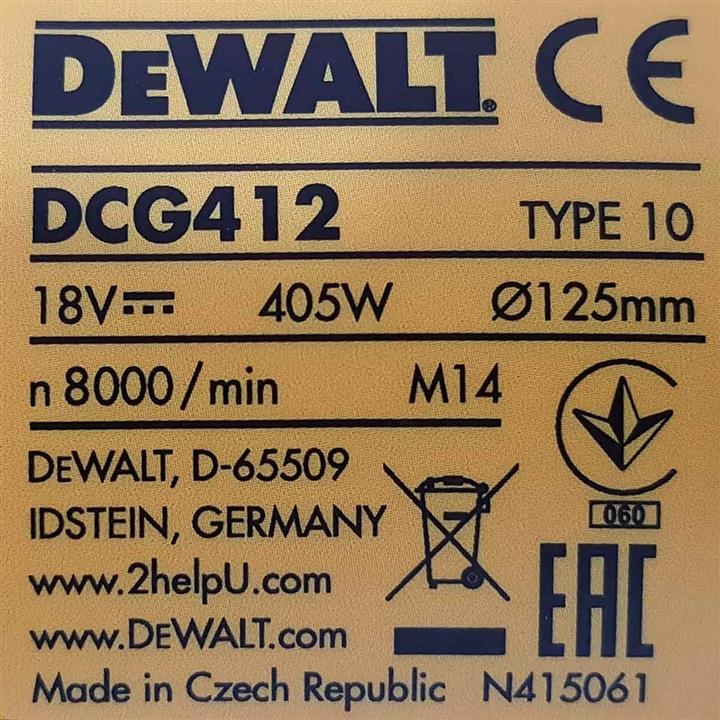 DEWALT® CE
DCG412 TYPE 10
18V⎓ 405W Ø125mm
n 8000/min M14
DEWALT, D-65509
IDSTEIN, GERMANY
060
www.2helpU.com
EAC
www.DEWALT.com
Made in Czech Republic N415061